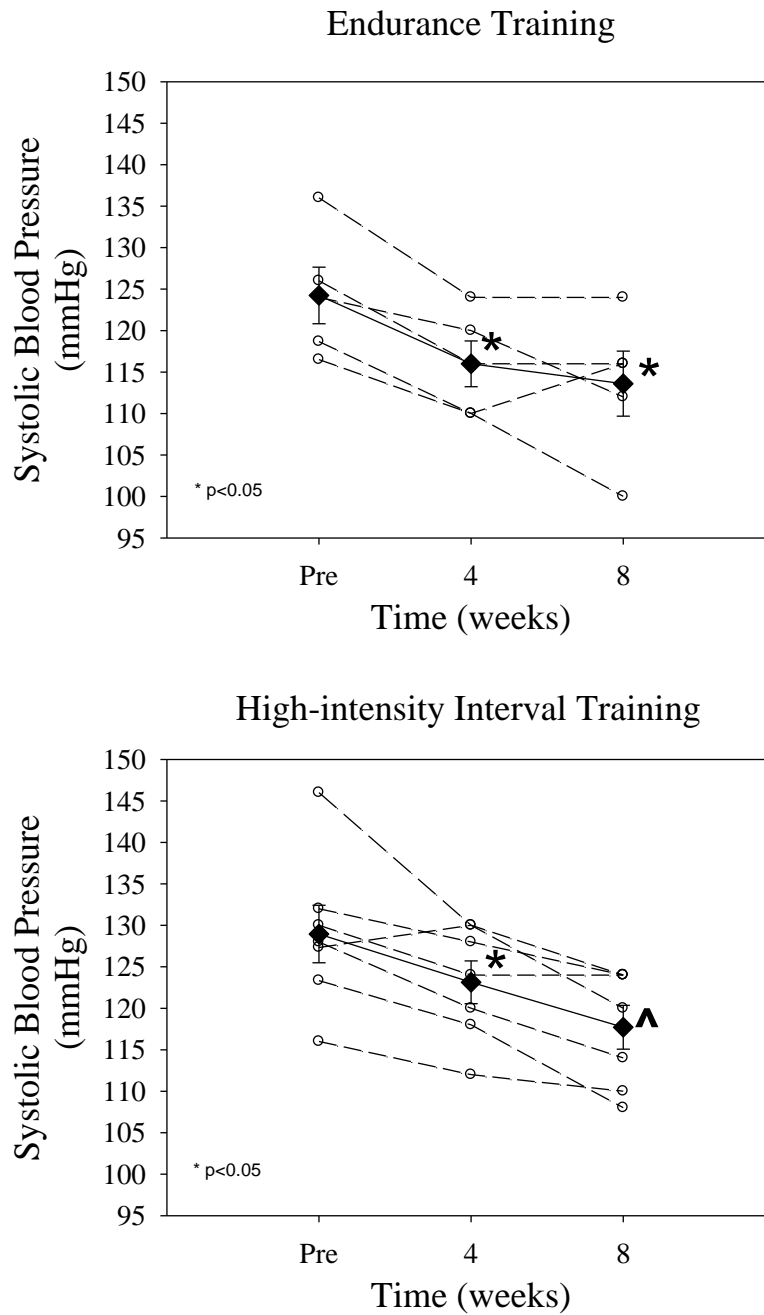 Endurance Training
150
145
140
135
130
125
120
115
110
105
100
95
Systolic Blood Pressure
(mmHg)
*
*
* p<0.05
Pre 4 8
Time (weeks)
High-intensity Interval Training
150
145
140
135
130
125
120
115
110
105
100
95
Systolic Blood Pressure
(mmHg)
*
^
* p<0.05
Pre 4 8
Time (weeks)